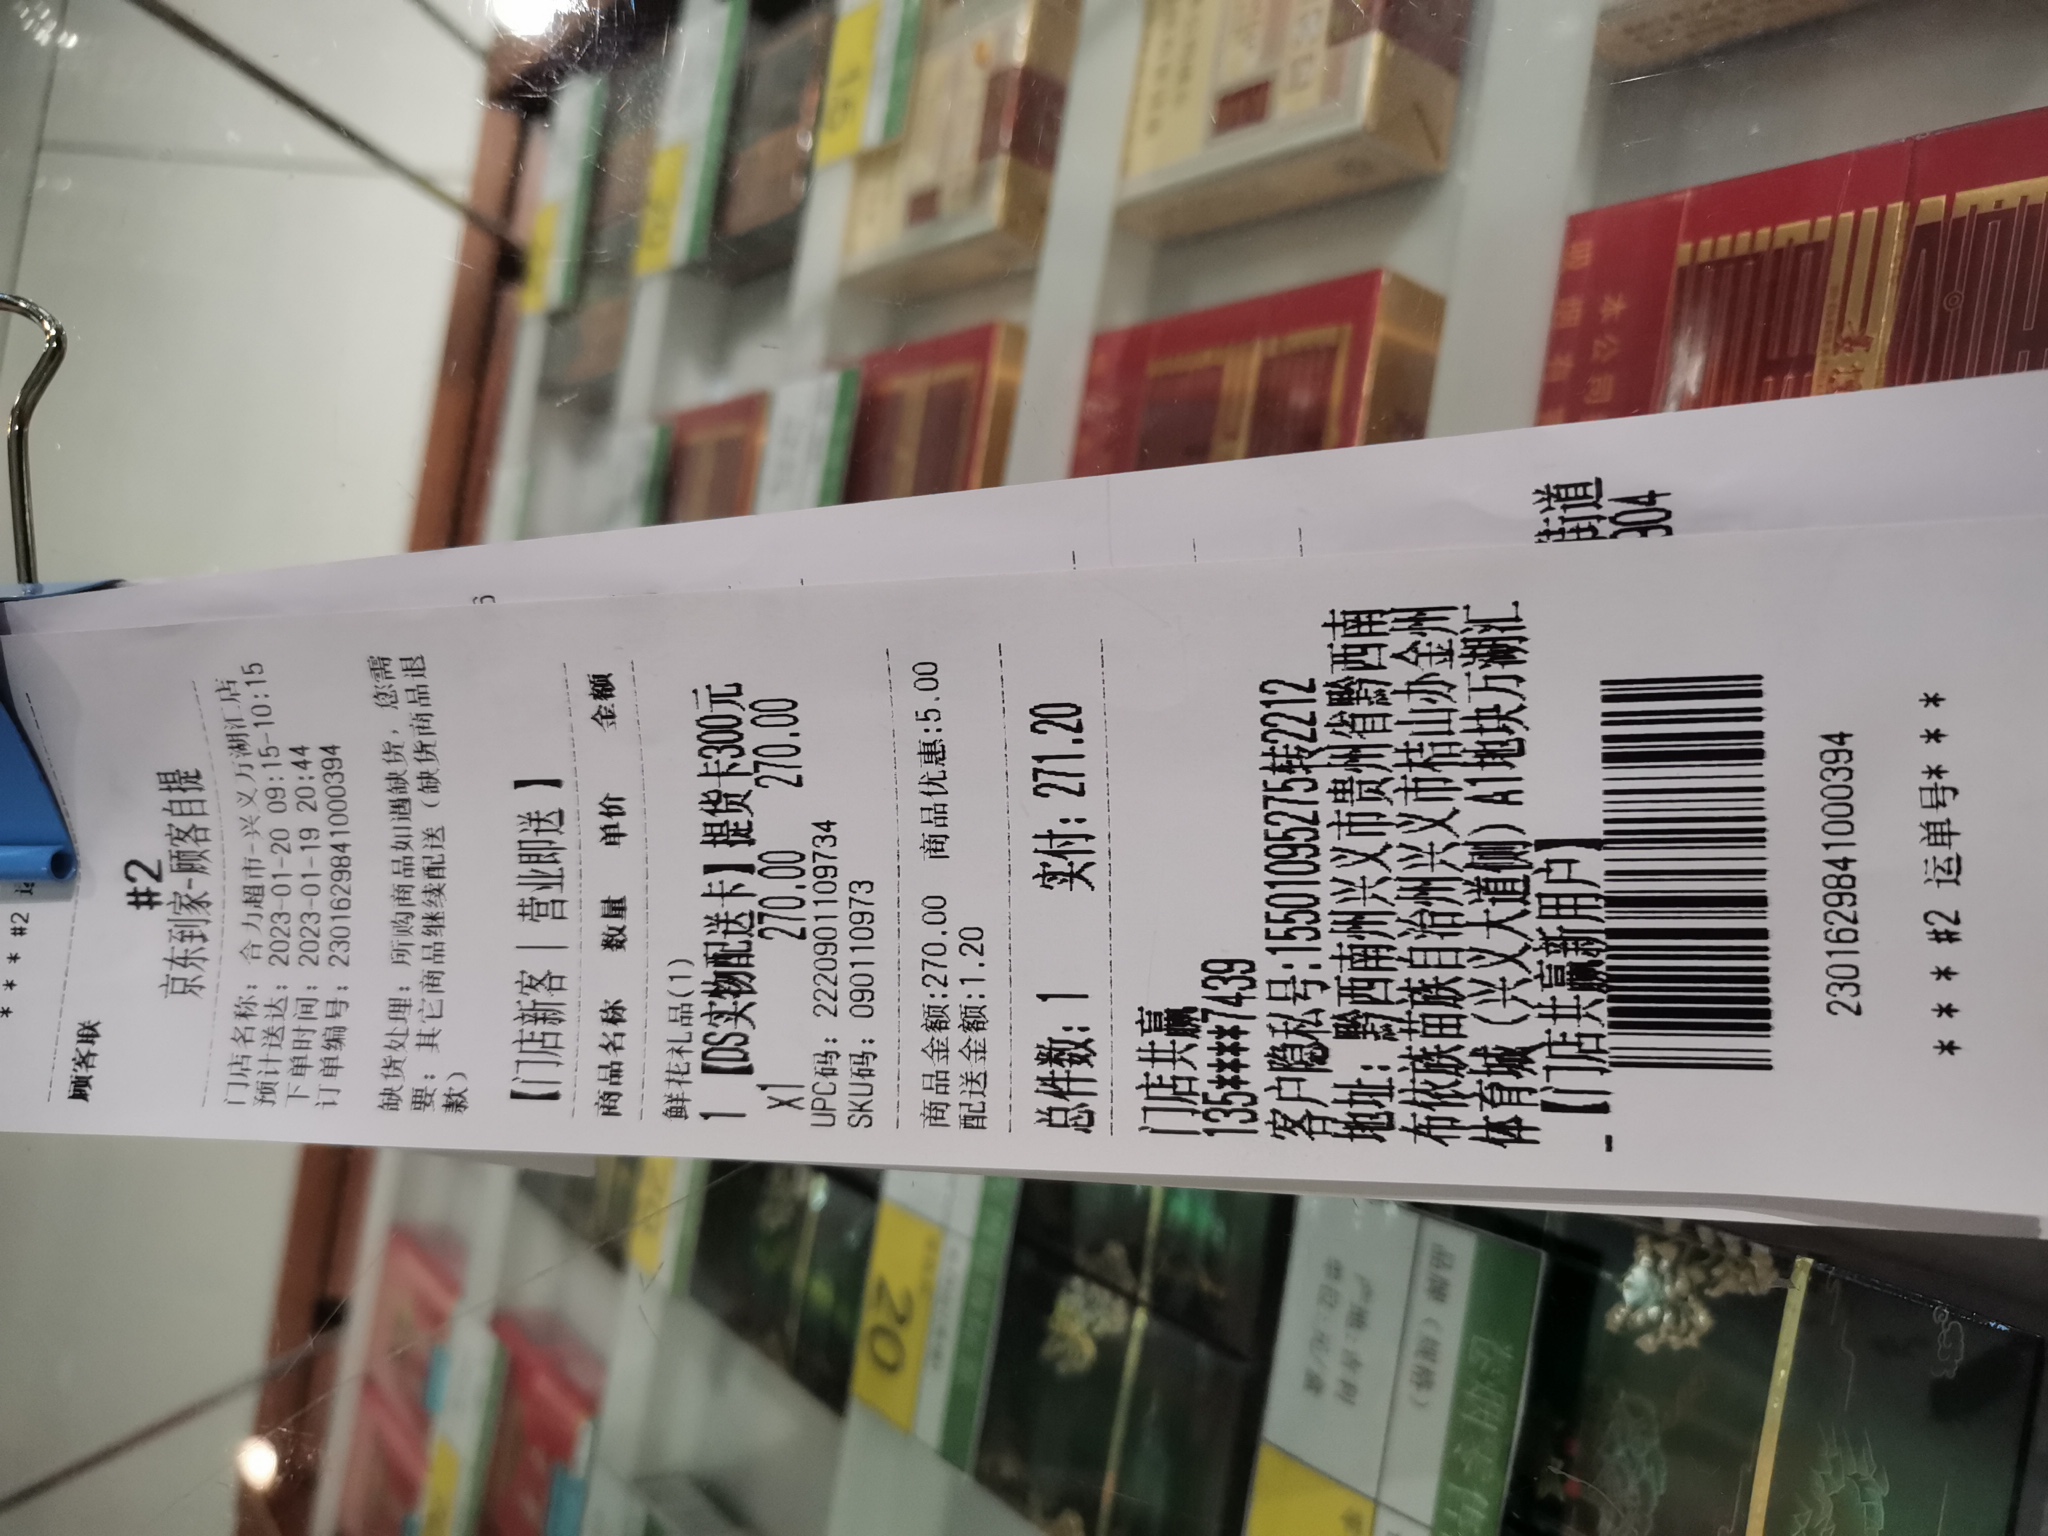 * * * #2
顾客联
#2
京东到家-顾客自提
门店名称: 合力超市-兴义万湖汇店
预计送达: 2023-01-20 09:15-10:15
下单时间: 2023-01-19 20:44
订单编号: 2301629841000394
缺货处理: 所购商品如遇缺货, 您需
要: 其它商品继续配送 (缺货商品退
款)
【门店新客 | 营业即送 】
商品名称 数量 单价 金额
鲜花礼品(1)
1 【DS实物配送卡】提货卡300元
X1 270.00 270.00
UPC码: 2220901109734
SKU码: 0901109973
商品金额:270.00 商品优惠:5.00
配送金额:1.20
总件数: 1 实付: 271.20
门店共赢
135****7439
客户隐私号:15501095275转2212
地址: 黔西南州兴义市贵州省黔西南
布依族苗族自治州兴义市桔山办金州
体育城 (兴义大道侧) A1地块万湖汇
_【门店共赢新用户】
2301629841000394
* * * * #2 运单号* * * *
街道
304
20
16
20
本公司